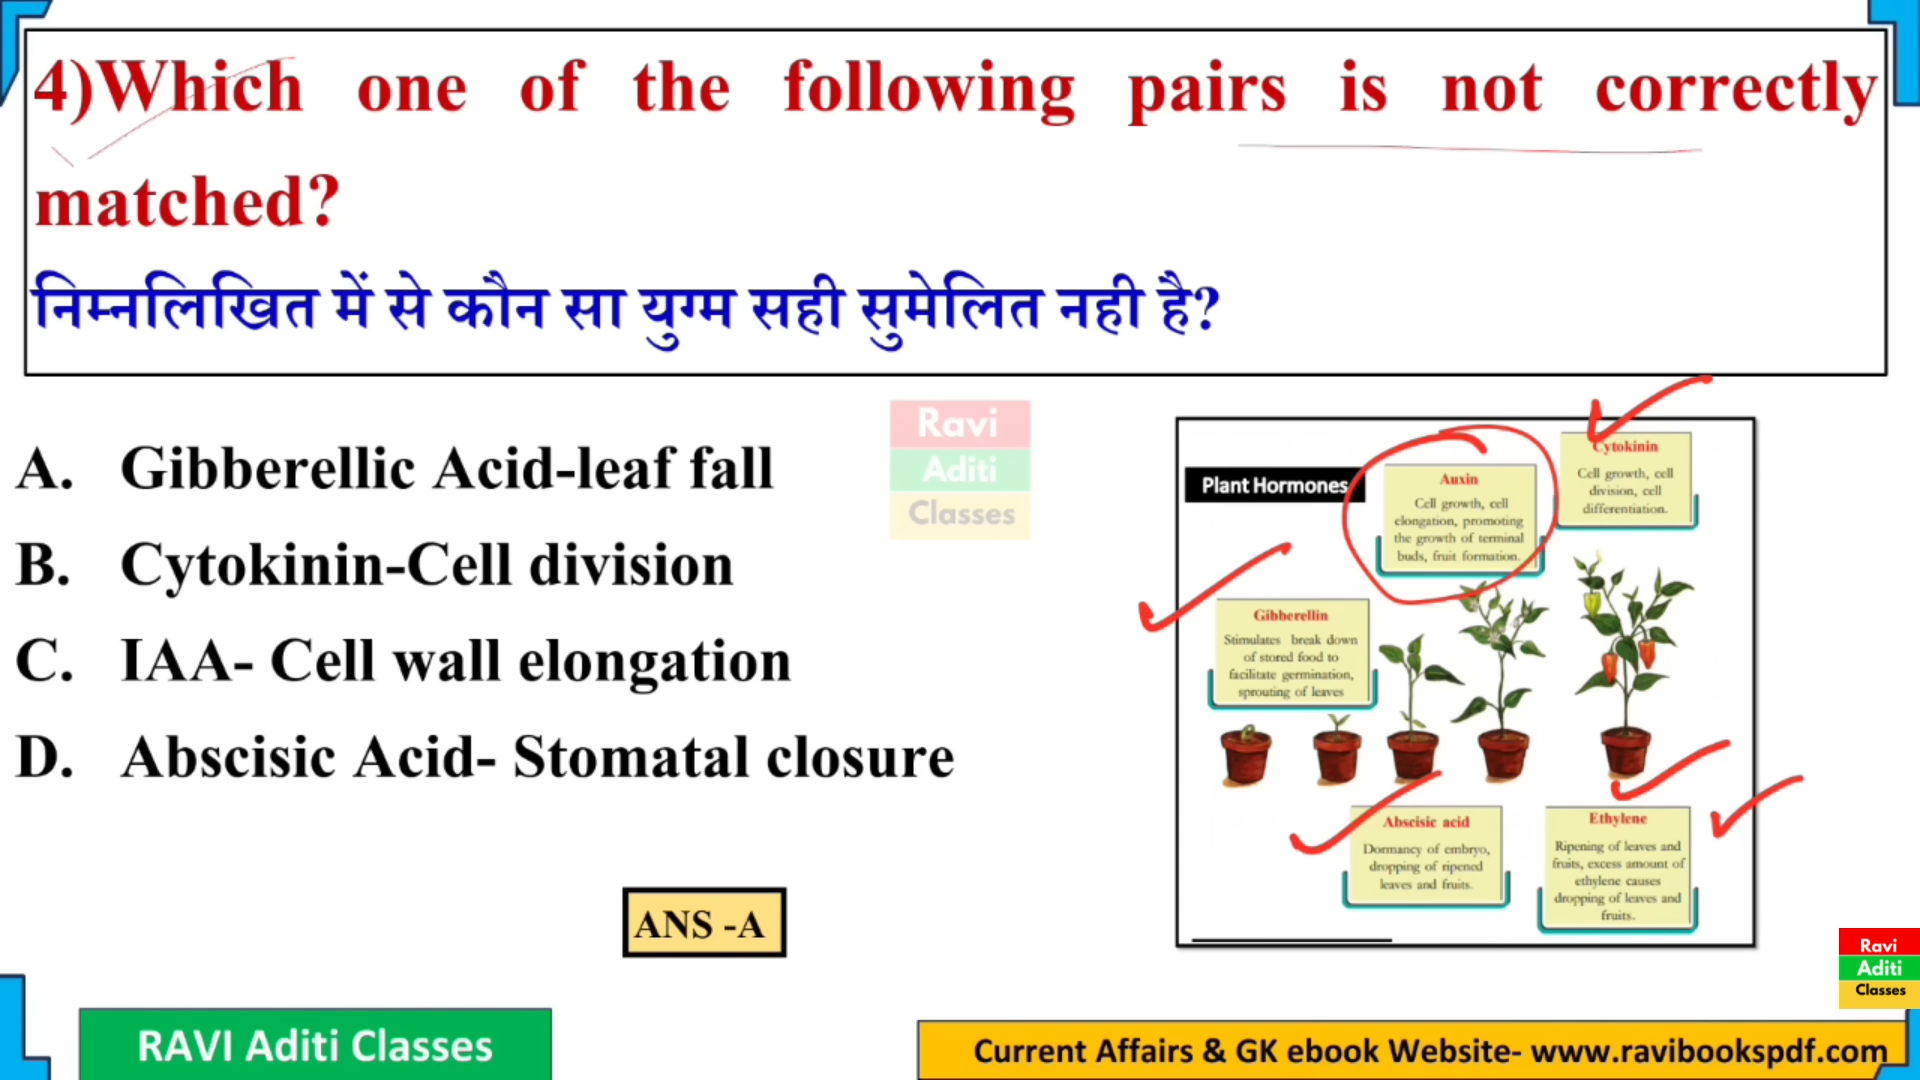 4)Which one of the following pairs is not correctly
matched?
निम्नलिखित में से कौन सा युग्म सही सुमेलित नही है?
A. Gibberellic Acid-leaf fall
B. Cytokinin-Cell division
C. IAA- Cell wall elongation
D. Abscisic Acid- Stomatal closure
ANS -A
Ravi
Aditi
Classes
Plant Hormones
Auxin
Cell growth, cell
elongation, promoting
the growth of terminal
buds, fruit formation.
Cytokinin
Cell growth, cell
division, cell
differentiation.
Gibberellin
Stimulates break down
of stored food to
facilitate germination,
sprouting of leaves
Abscisic acid
Dormancy of embryo,
dropping of ripened
leaves and fruits.
Ethylene
Ripening of leaves and
fruits, excess amount of
ethylene causes
dropping of leaves and
fruits.
Ravi
Aditi
Classes
RAVI Aditi Classes
Current Affairs & GK ebook Website- www.ravibookspdf.com